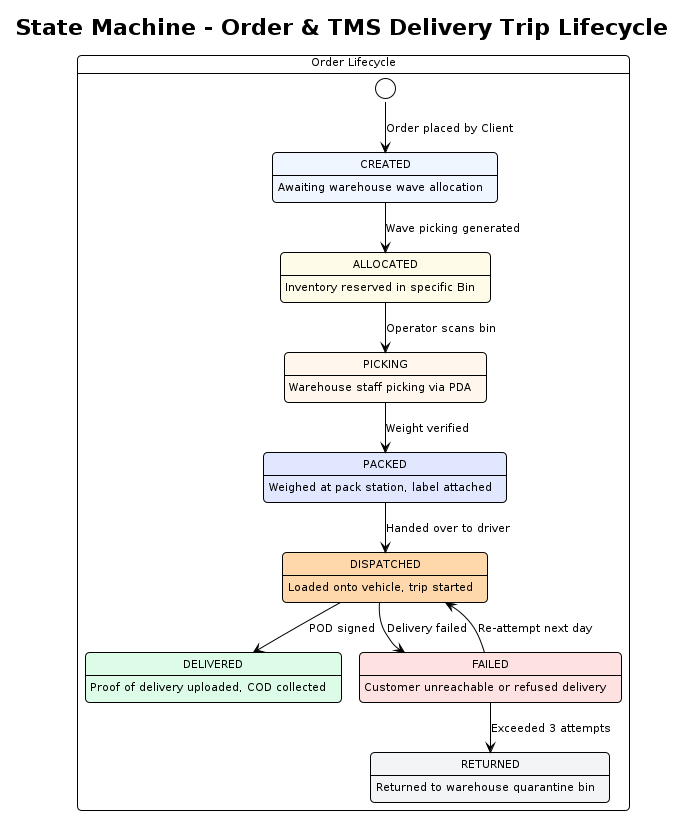 State Machine - Order & TMS Delivery Trip Lifecycle
Order Lifecycle
Order placed by Client
CREATED
Awaiting warehouse wave allocation
Wave picking generated
ALLOCATED
Inventory reserved in specific Bin
Operator scans bin
PICKING
Warehouse staff picking via PDA
Weight verified
PACKED
Weighed at pack station, label attached
Handed over to driver
DISPATCHED
Loaded onto vehicle, trip started
POD signed
Delivery failed
Re-attempt next day
DELIVERED
Proof of delivery uploaded, COD collected
FAILED
Customer unreachable or refused delivery
Exceeded 3 attempts
RETURNED
Returned to warehouse quarantine bin